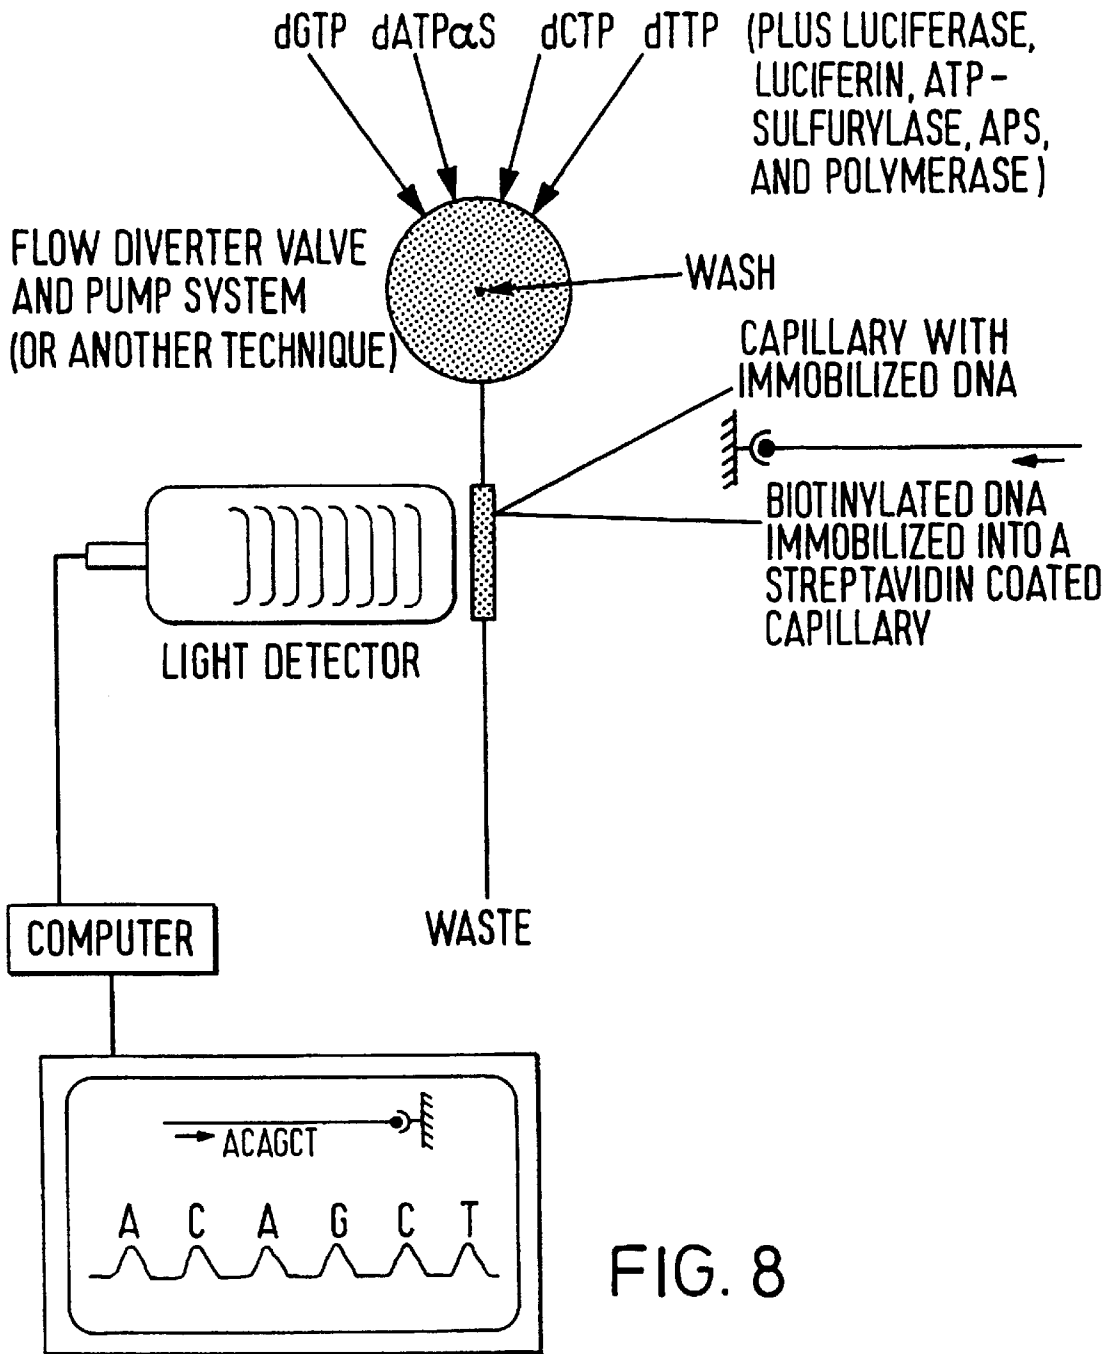 dGTP dATPαS dCTP dTTP (PLUS LUCIFERASE,
LUCIFERIN, ATP-
SULFURYLASE, APS,
AND POLYMERASE)
FLOW DIVERTER VALVE
AND PUMP SYSTEM
(OR ANOTHER TECHNIQUE)
WASH
CAPILLARY WITH
IMMOBILIZED DNA
BIOTINYLATED DNA
IMMOBILIZED INTO A
STREPTAVIDIN COATED
CAPILLARY
LIGHT DETECTOR
COMPUTER
WASTE
ACAGCT
A C A G C T
FIG. 8